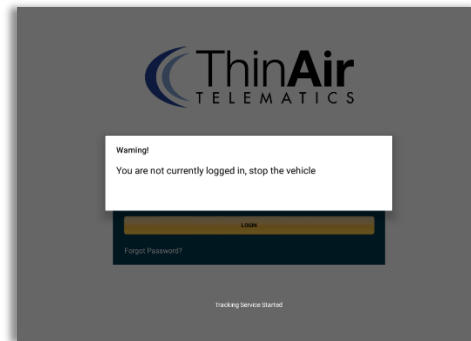 ThinAir
TELEMATICS
Warning!
You are not currently logged in, stop the vehicle
LOGIN
Forgot Password?
Tracking Service Started